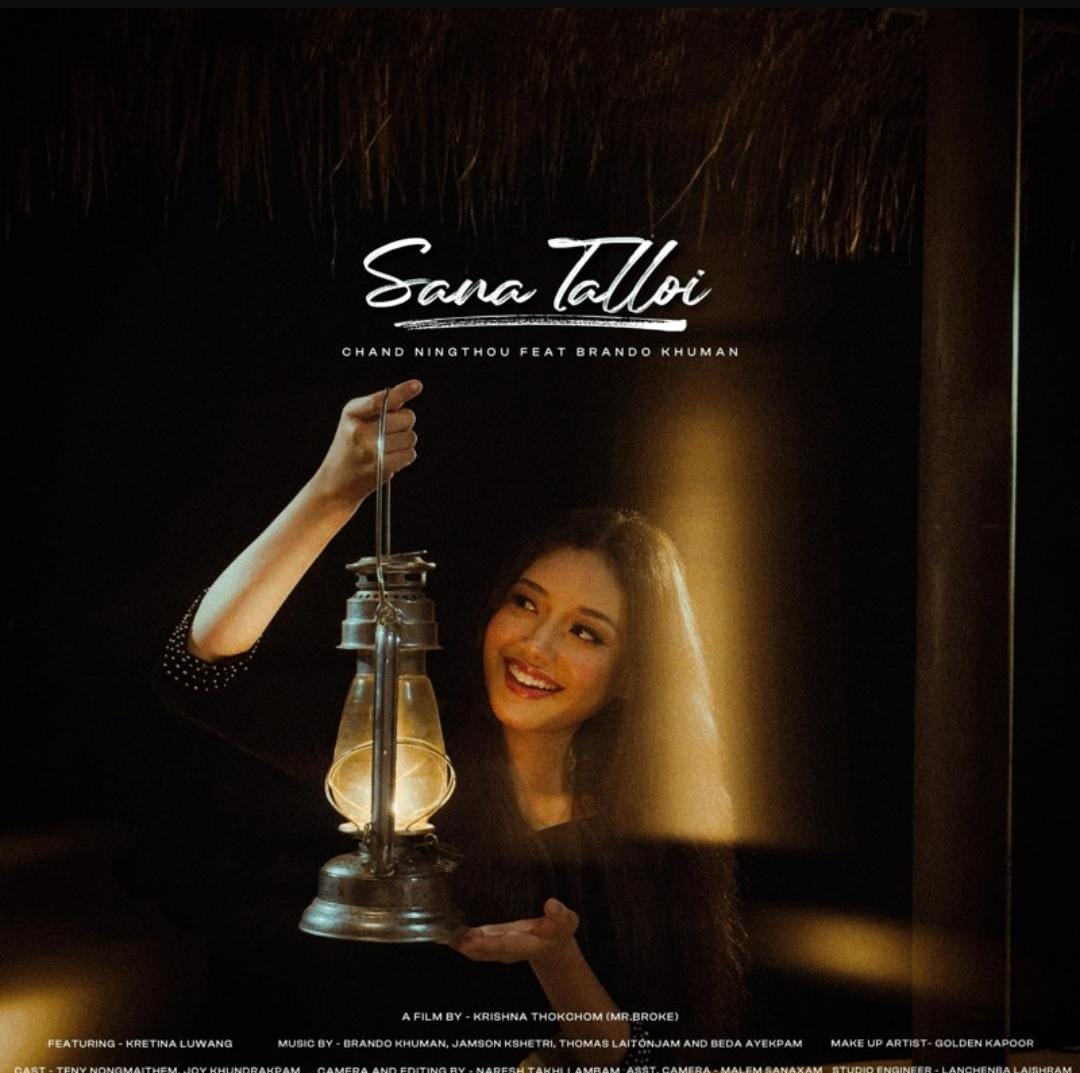 Sana Talloi
CHAND NINGTHOU FEAT BRANDO KHUMAN
A FILM BY - KRISHNA THOKCHOM (MR.BROKE)
FEATURING - KRETINA LUWANG MUSIC BY - BRANDO KHUMAN, JAMSON KSHETRI, THOMAS LAITONJAM AND BEDA AYEKPAM MAKE UP ARTIST- GOLDEN KAPOOR
CAST - TENY NONGMAITHEM, JOY KHUNDRAKPAM CAMERA AND EDITING BY - NARESH TAKHELLAMBAM ASST. CAMERA - MALEM SANAXAM STUDIO ENGINEER - LANCHENBA LAISHRAM